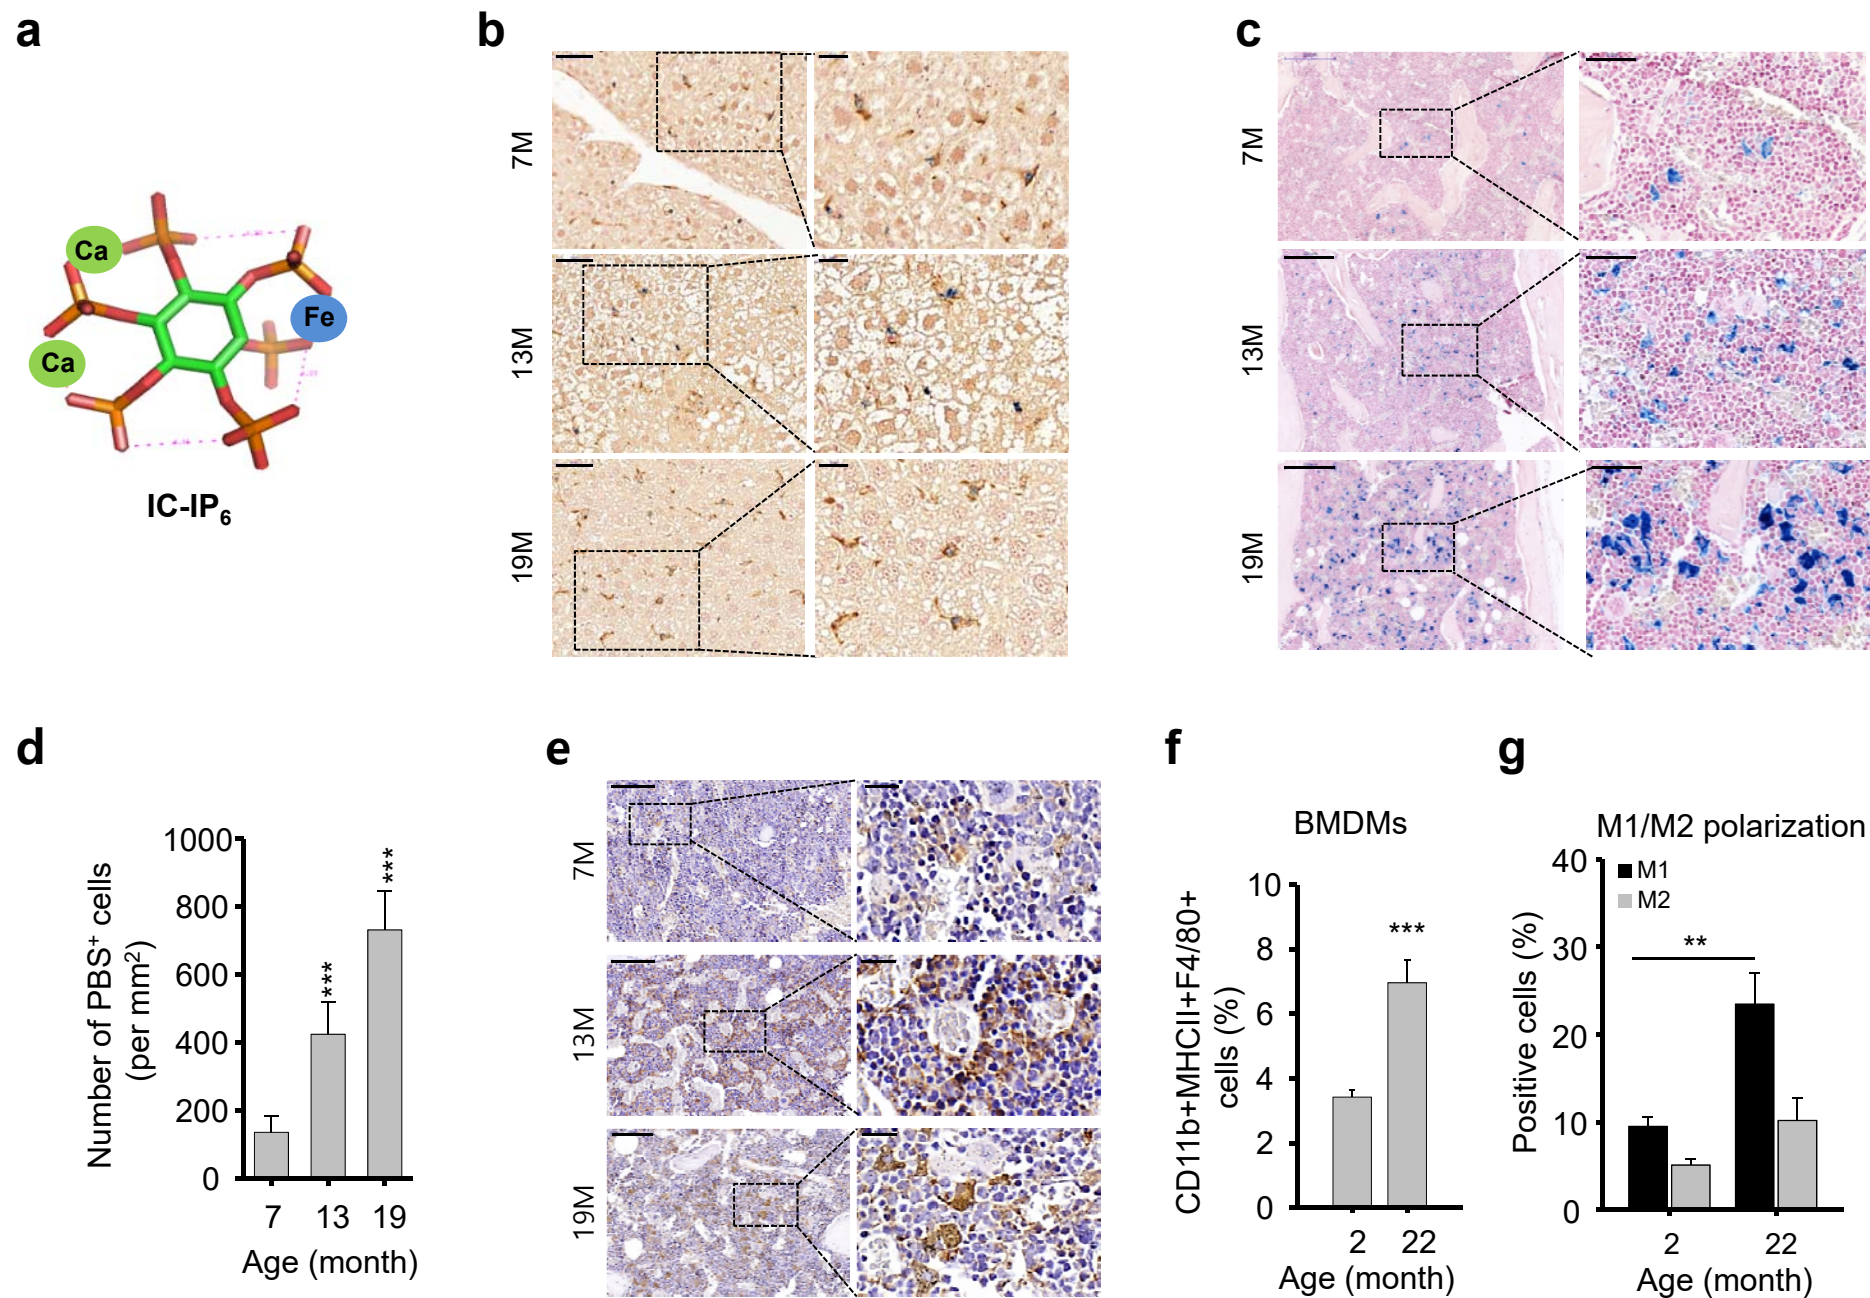 a
Ca
Ca
Fe
IC-IP6
b
7M
13M
19M
c
7M
13M
19M
d
Number of PBS+ cells
(per mm2)
1000
800
600
400
200
0
***
***
7 13 19
Age (month)
e
7M
13M
19M
f
BMDMs
CD11b+MHCII+F4/80+
cells (%)
10
8
6
4
2
0
***
2 22
Age (month)
g
M1/M2 polarization
Positive cells (%)
40
30
20
10
0
M1
M2
**
2 22
Age (month)